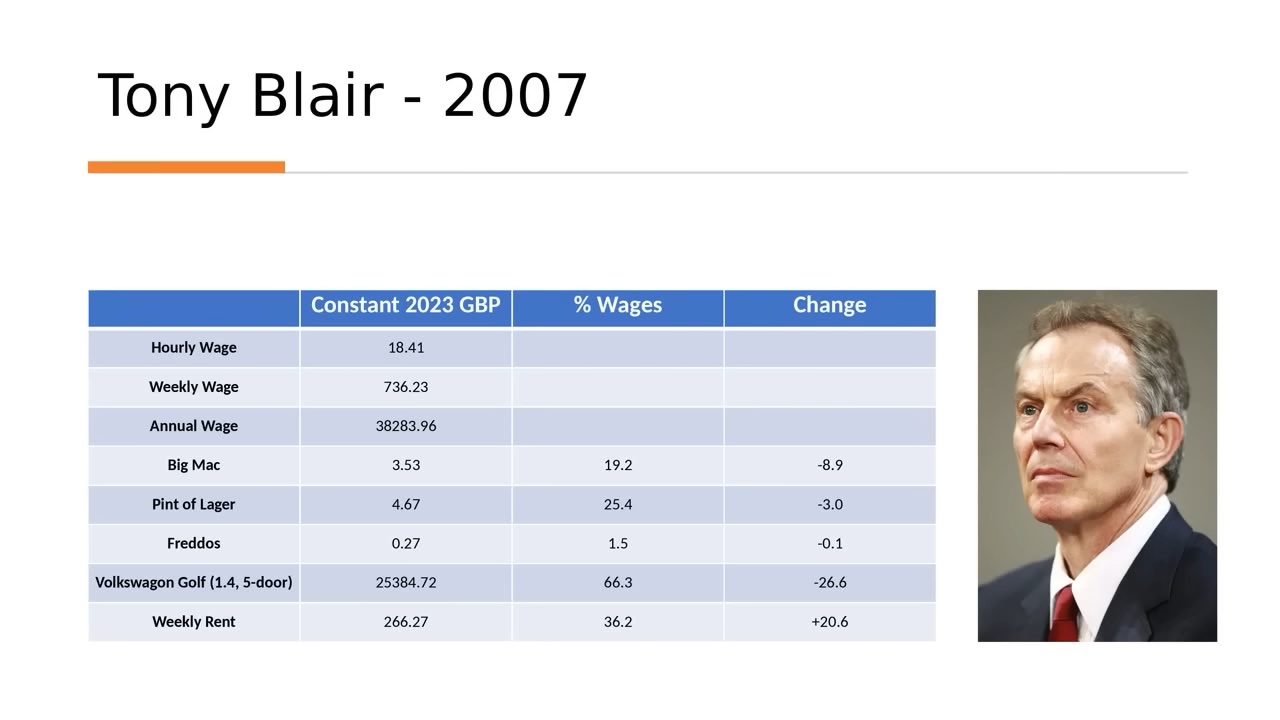 Tony Blair - 2007
Constant 2023 GBP % Wages Change
Hourly Wage 18.41
Weekly Wage 736.23
Annual Wage 38283.96
Big Mac 3.53 19.2 -8.9
Pint of Lager 4.67 25.4 -3.0
Freddos 0.27 1.5 -0.1
Volkswagon Golf (1.4, 5-door) 25384.72 66.3 -26.6
Weekly Rent 266.27 36.2 +20.6